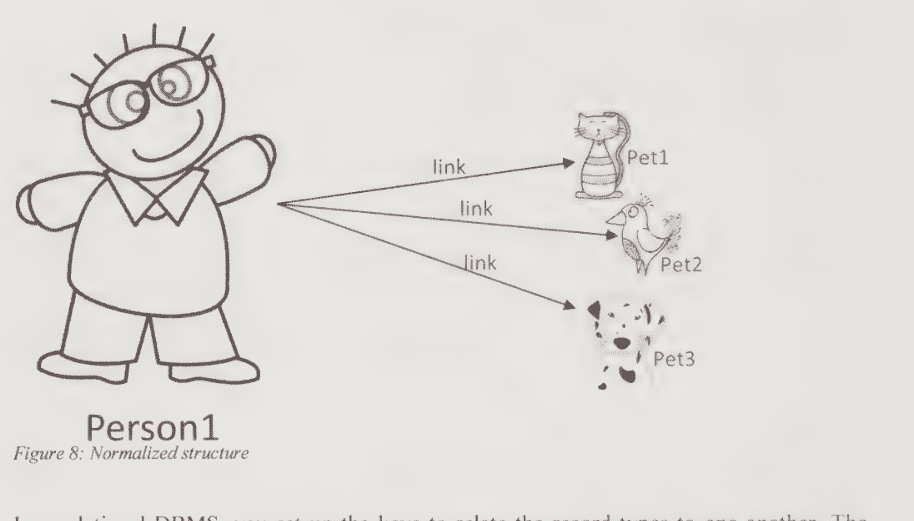 link
Pet1
link
Pet2
link
Pet3
Person1
Figure 8: Normalized structure
relational DBMS, you set up the keys to relate the record types to one another. The